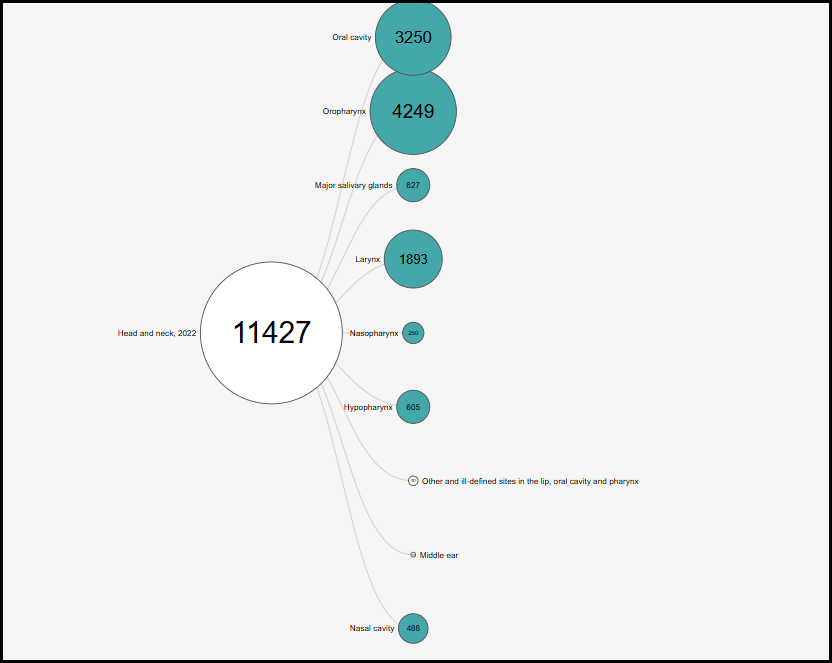 Oral cavity 3250
Oropharynx 4249
Major salivary glands 627
Larynx 1893
Head and neck, 2022 11427
Nasopharynx 250
Hypopharynx 605
Other and ill-defined sites in the lip, oral cavity and pharynx
Middle ear
Nasal cavity 488